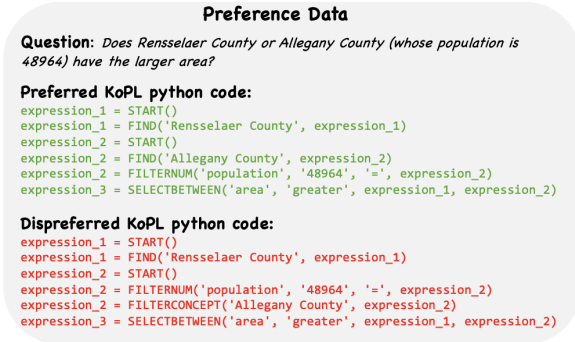 Preference Data
Question: Does Rensselaer County or Allegany County (whose population is
48964) have the larger area?
Preferred KoPL python code:
expression_1 = START()
expression_1 = FIND('Rensselaer County', expression_1)
expression_2 = START()
expression_2 = FIND('Allegany County', expression_2)
expression_2 = FILTERNUM('population', '48964', '=', expression_2)
expression_3 = SELECTBETWEEN('area', 'greater', expression_1, expression_2)
Dispreferred KoPL python code:
expression_1 = START()
expression_1 = FIND('Rensselaer County', expression_1)
expression_2 = START()
expression_2 = FILTERNUM('population', '48964', '=', expression_2)
expression_2 = FILTERCONCEPT('Allegany County', expression_2)
expression_3 = SELECTBETWEEN('area', 'greater', expression_1, expression_2)